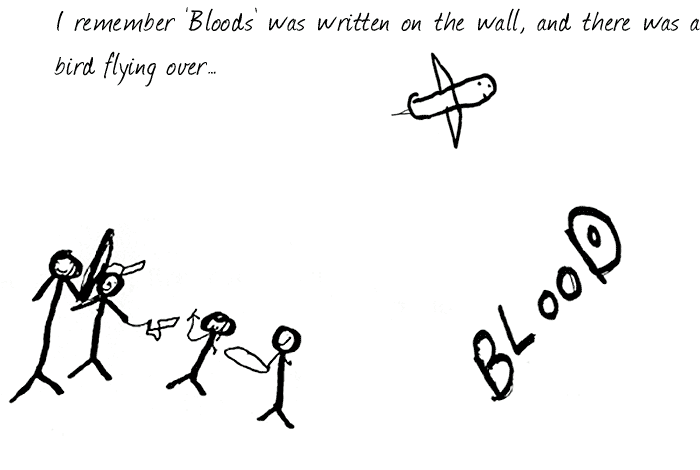 I remember 'Bloods' was written on the wall, and there was a
bird flying over...
BLOOD